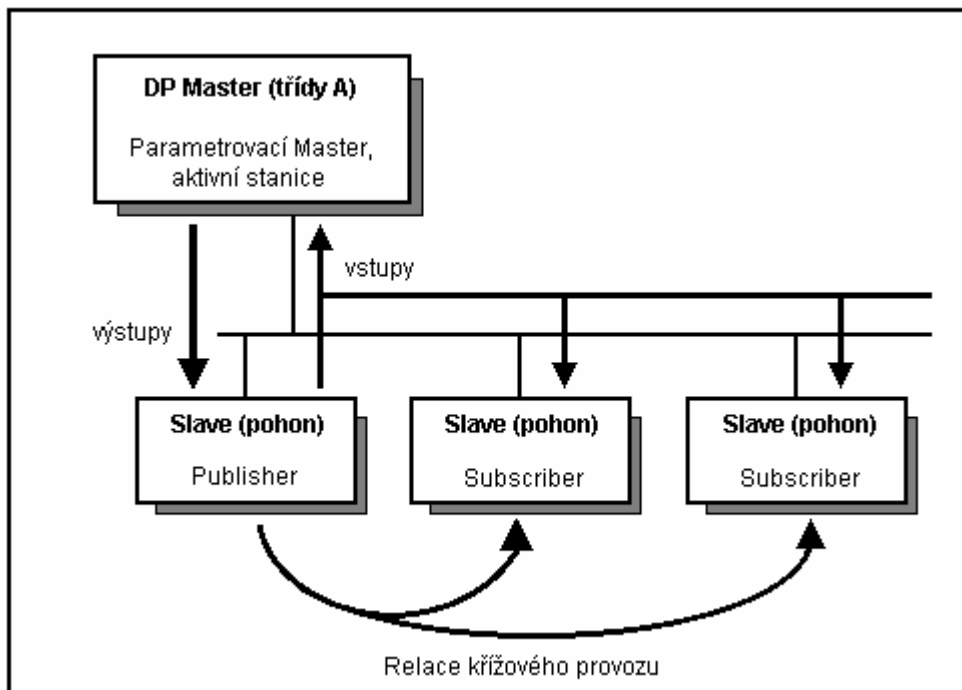 DP Master (třídy A)
Parametrovací Master,
aktivní stanice
vstupy
výstupy
Slave (pohon)
Publisher
Slave (pohon)
Subscriber
Slave (pohon)
Subscriber
Relace křížového provozu